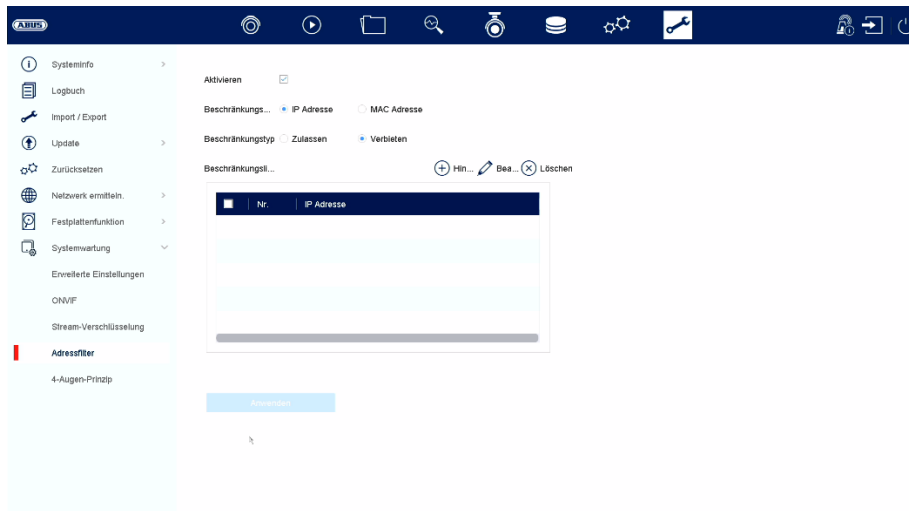 ABUS
Systeminfo
Aktivieren
Logbuch
Beschränkungs... IP Adresse MAC Adresse
Import / Export
Beschränkungstyp Zulassen Verbieten
Update
Beschränkungsli... Hin... Bea... Löschen
Zurücksetzen
Netzwerk ermitteln.
Nr. IP Adresse
Festplattenfunktion
Systemwartung
Erweiterte Einstellungen
ONVIF
Stream-Verschlüsselung
Adressfilter
4-Augen-Prinzip
Anwenden